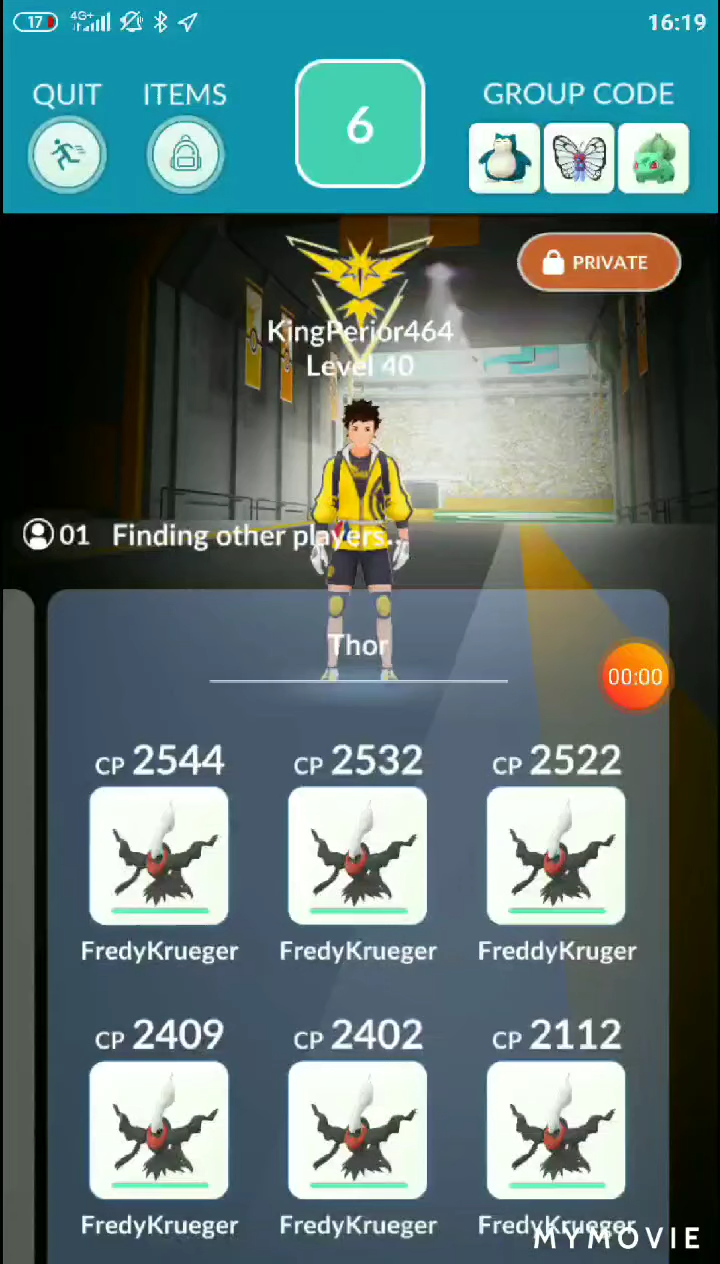 17 4G+ 16:19
QUIT ITEMS 6 GROUP CODE
PRIVATE
KingPerior464
Level 40
01 Finding other players...
Thor
00:00
CP 2544 CP 2532 CP 2522
FredyKrueger FredyKrueger FreddyKruger
CP 2409 CP 2402 CP 2112
FredyKrueger FredyKrueger FredyKrueger
MYMOVIE